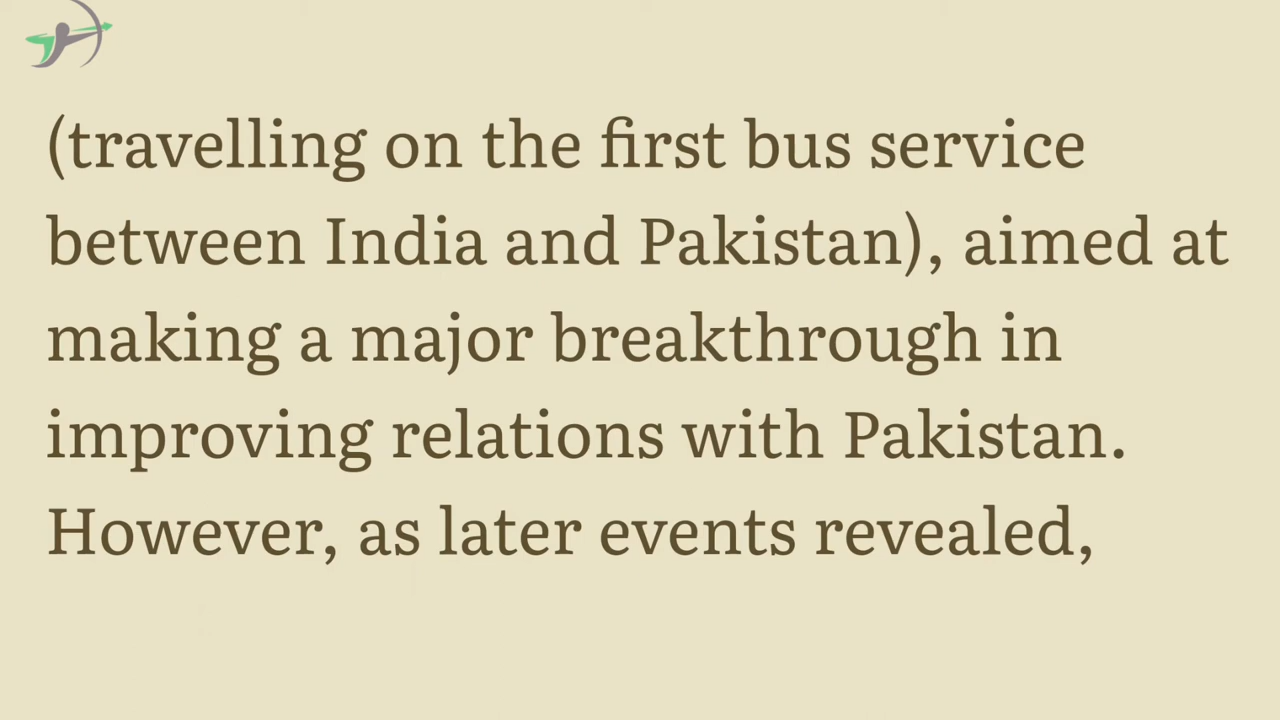 (travelling on the first bus service
between India and Pakistan), aimed at
making a major breakthrough in
improving relations with Pakistan.
However, as later events revealed,